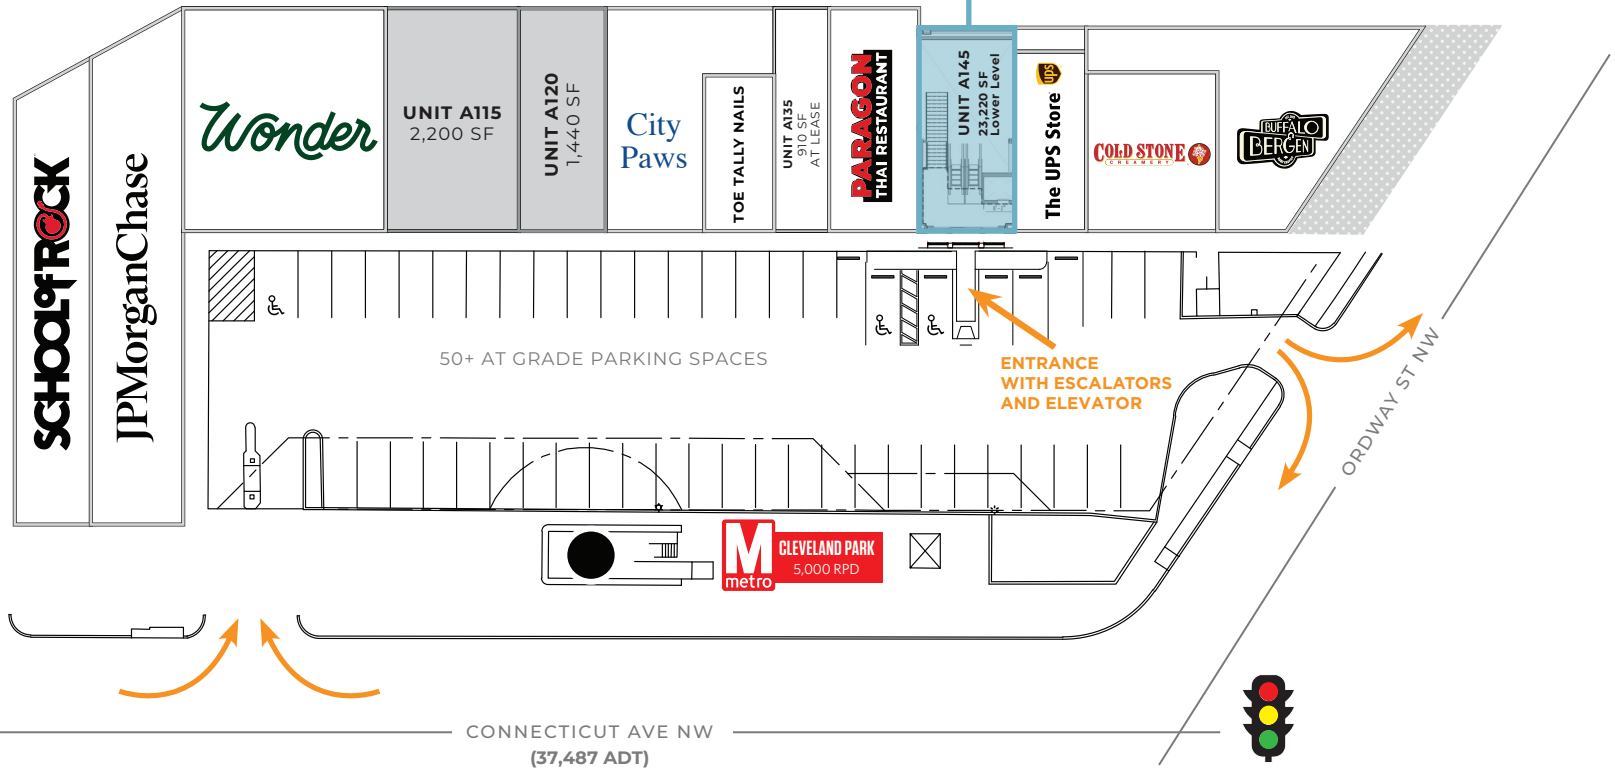 SCHOOL of ROCK
JPMorganChase
Wonder
UNIT A115
2,200 SF
UNIT A120
1,440 SF
City
Paws
TOE TALLY NAILS
UNIT A135
910 SF
AT LEASE
PARAGON
THAI RESTAURANT
UNIT A145
23,220 SF
Lower Level
The UPS Store
ups
COLD STONE
CREAMERY
BUFFALO
&
BERGEN
50+ AT GRADE PARKING SPACES
ENTRANCE
WITH ESCALATORS
AND ELEVATOR
ORDWAY ST NW
M
metro
CLEVELAND PARK
5,000 RPD
CONNECTICUT AVE NW
(37,487 ADT)